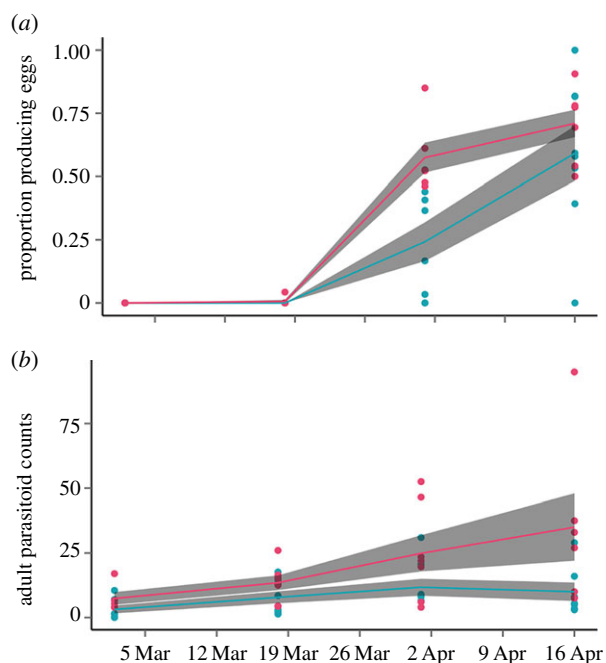 (a)
1.00
0.75
0.50
0.25
0
proportion producing eggs
(b)
75
50
25
0
adult parasitoid counts
5 Mar 12 Mar 19 Mar 26 Mar 2 Apr 9 Apr 16 Apr